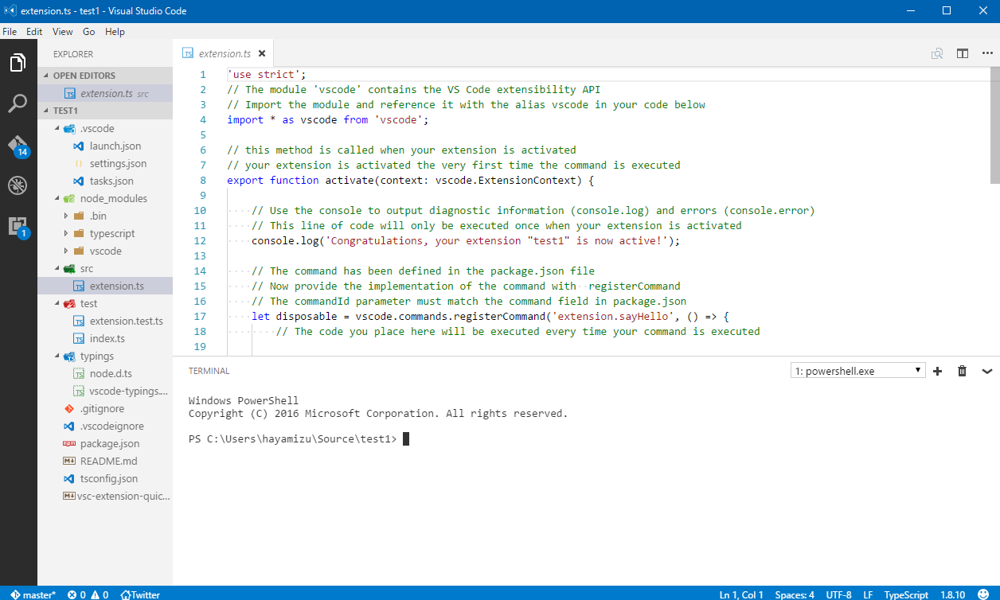 extension.ts - test1 - Visual Studio Code
File Edit View Go Help
EXPLORER
OPEN EDITORS
extension.ts src
TEST1
.vscode
launch.json
{} settings.json
tasks.json
node_modules
.bin
typescript
vscode
src
TS extension.ts
test
TS extension.test.ts
TS index.ts
typings
TS node.d.ts
TS vscode-typings....
.gitignore
.vscodeignore
npm package.json
M README.md
tsconfig.json
M vsc-extension-quic...
14
1
TS extension.ts
1 'use strict';
2 // The module 'vscode' contains the VS Code extensibility API
3 // Import the module and reference it with the alias vscode in your code below
4 import * as vscode from 'vscode';
5
6 // this method is called when your extension is activated
7 // your extension is activated the very first time the command is executed
8 export function activate(context: vscode.ExtensionContext) {
9
10 // Use the console to output diagnostic information (console.log) and errors (console.error)
11 // This line of code will only be executed once when your extension is activated
12 console.log('Congratulations, your extension "test1" is now active!');
13
14 // The command has been defined in the package.json file
15 // Now provide the implementation of the command with  registerCommand
16 // The commandId parameter must match the command field in package.json
17 let disposable = vscode.commands.registerCommand('extension.sayHello', () => {
18 // The code you place here will be executed every time your command is executed
19
TERMINAL
1: powershell.exe
Windows PowerShell
Copyright (C) 2016 Microsoft Corporation. All rights reserved.
PS C:\Users\hayamizu\Source\test1>
master* 0 0 Twitter
Ln 1, Col 1 Spaces: 4 UTF-8 LF TypeScript 1.8.10